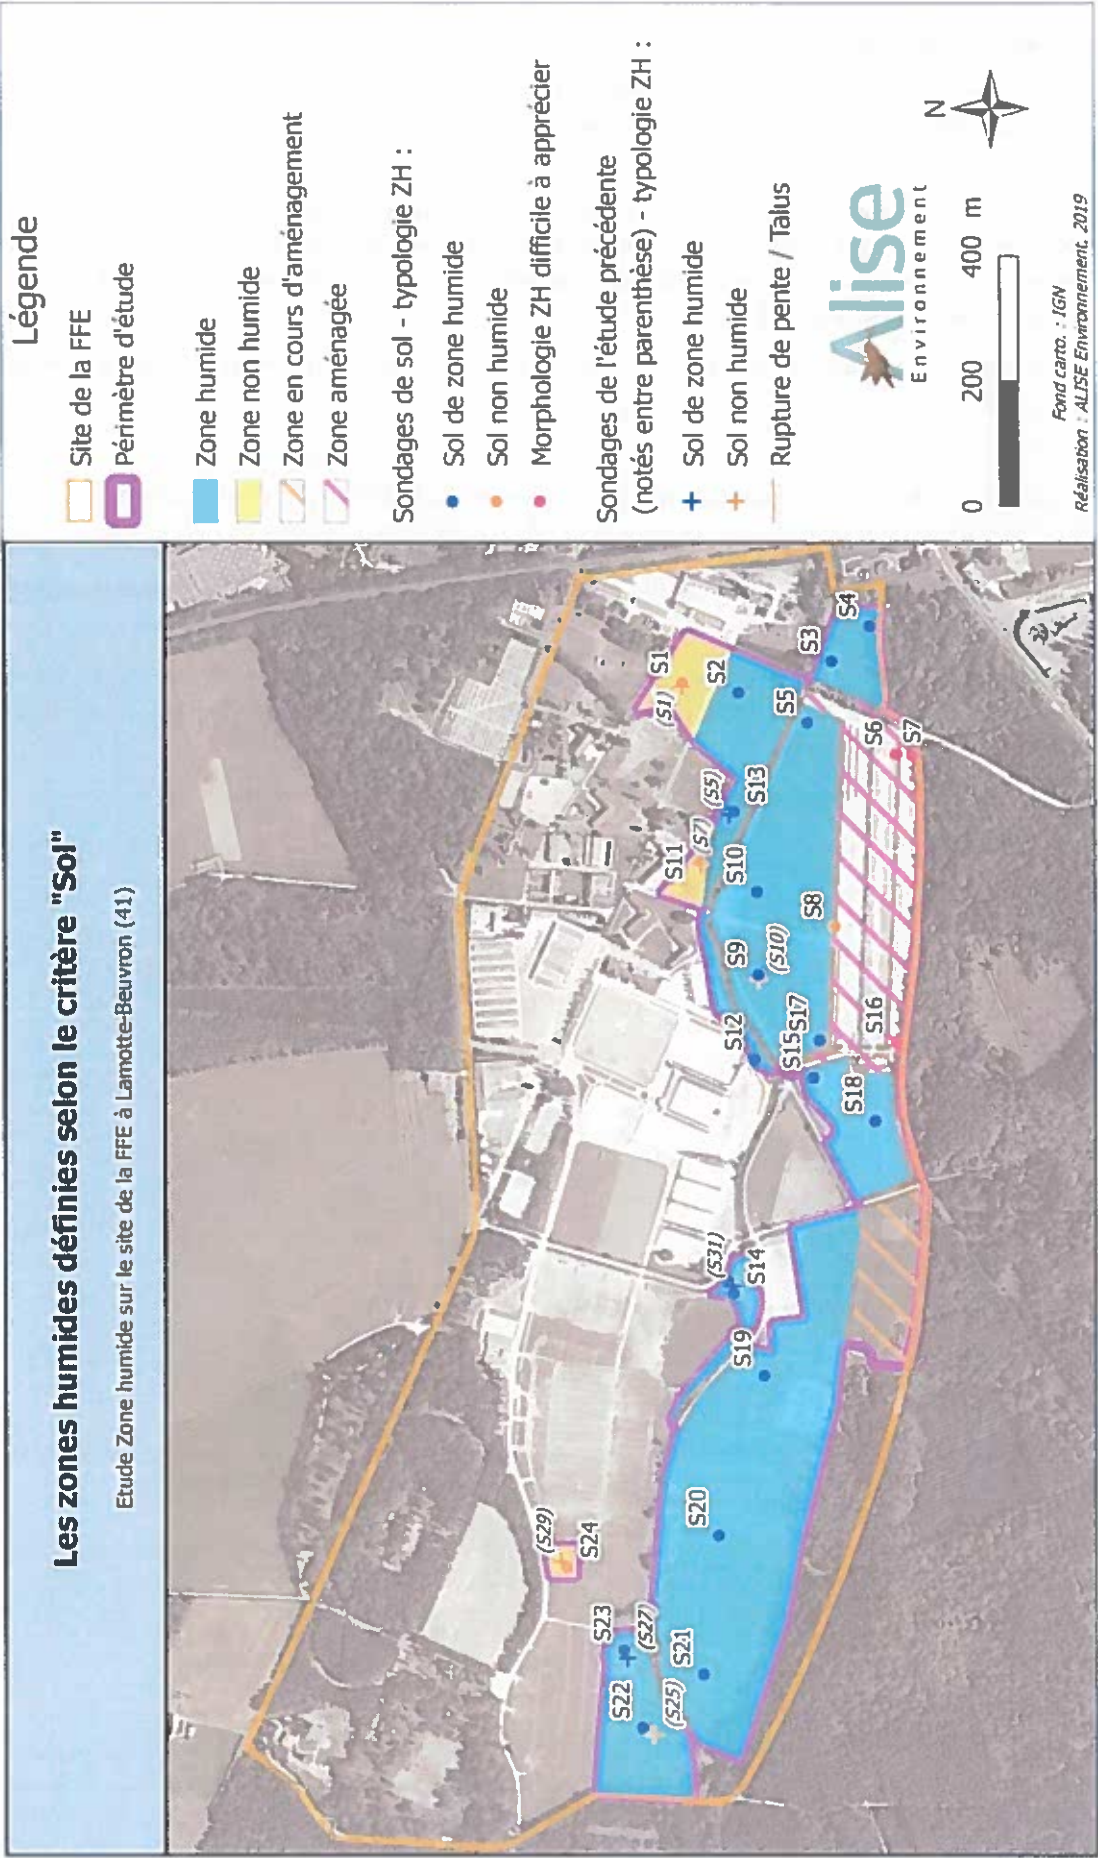 Les zones humides définies selon le critère "Sol"
Etude Zone humide sur le site de la FFE à Lamotte-Beuvron (41)
Légende
Site de la FFE
Périmètre d'étude
Zone humide
Zone non humide
Zone en cours d'aménagement
Zone aménagée
Sondages de sol - typologie ZH :
Sol de zone humide
Sol non humide
Morphologie ZH difficile à apprécier
Sondages de l'étude précédente
(notés entre parenthèse) - typologie ZH :
Sol de zone humide
Sol non humide
Rupture de pente / Talus
Alise
Environnement
N
0 200 400 m
Fond carto. : IGN
Réalisation : ALISE Environnement, 2019
S1
(S1)
S2
S3
S4
S5
S6
S7
(S5)
S13
(S7)
S11
S10
S8
S9
(S10)
S12
S15
S17
S16
S18
(S31)
S14
S19
S20
(S29)
S24
S23
(S27)
S21
S22
(S25)